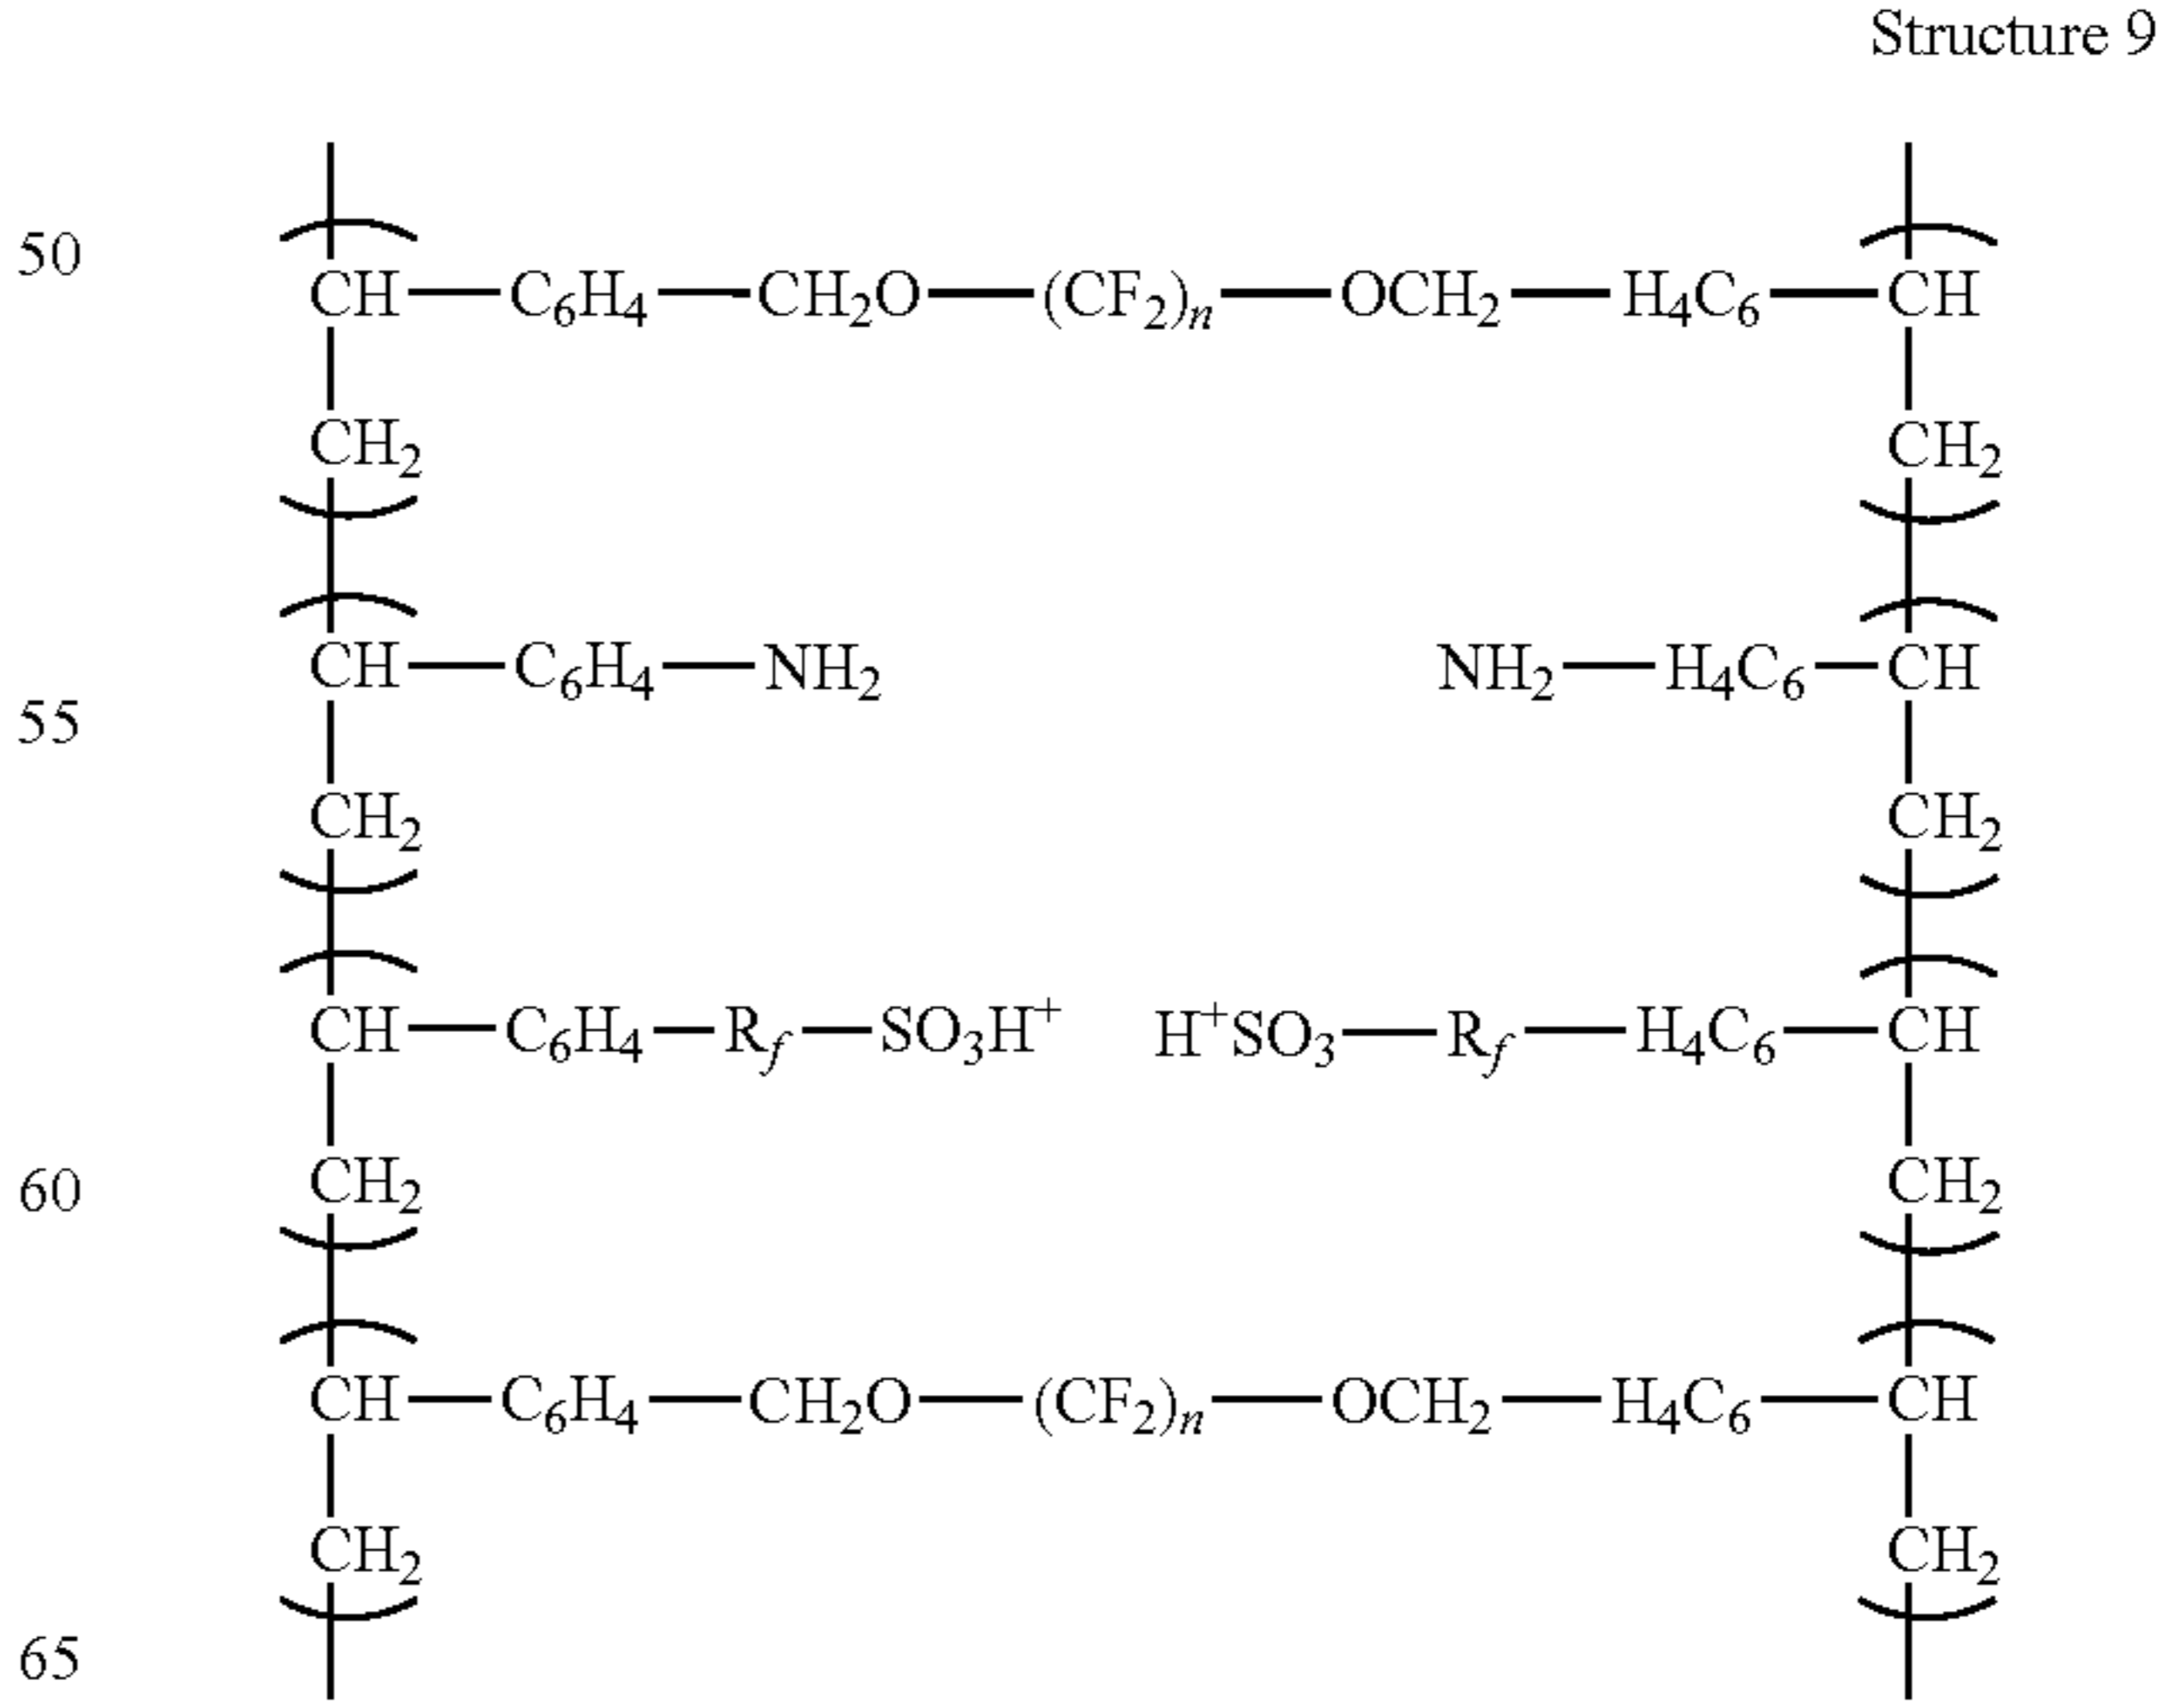 Structure 9
50
CH—C6H4—CH2O—(CF2)n—OCH2—H4C6—CH
CH2 CH2
CH—C6H4—NH2 NH2—H4C6—CH
55
CH2 CH2
CH—C6H4—Rf—SO3H+ H+SO3—Rf—H4C6—CH
60
CH2 CH2
CH—C6H4—CH2O—(CF2)n—OCH2—H4C6—CH
CH2 CH2
65